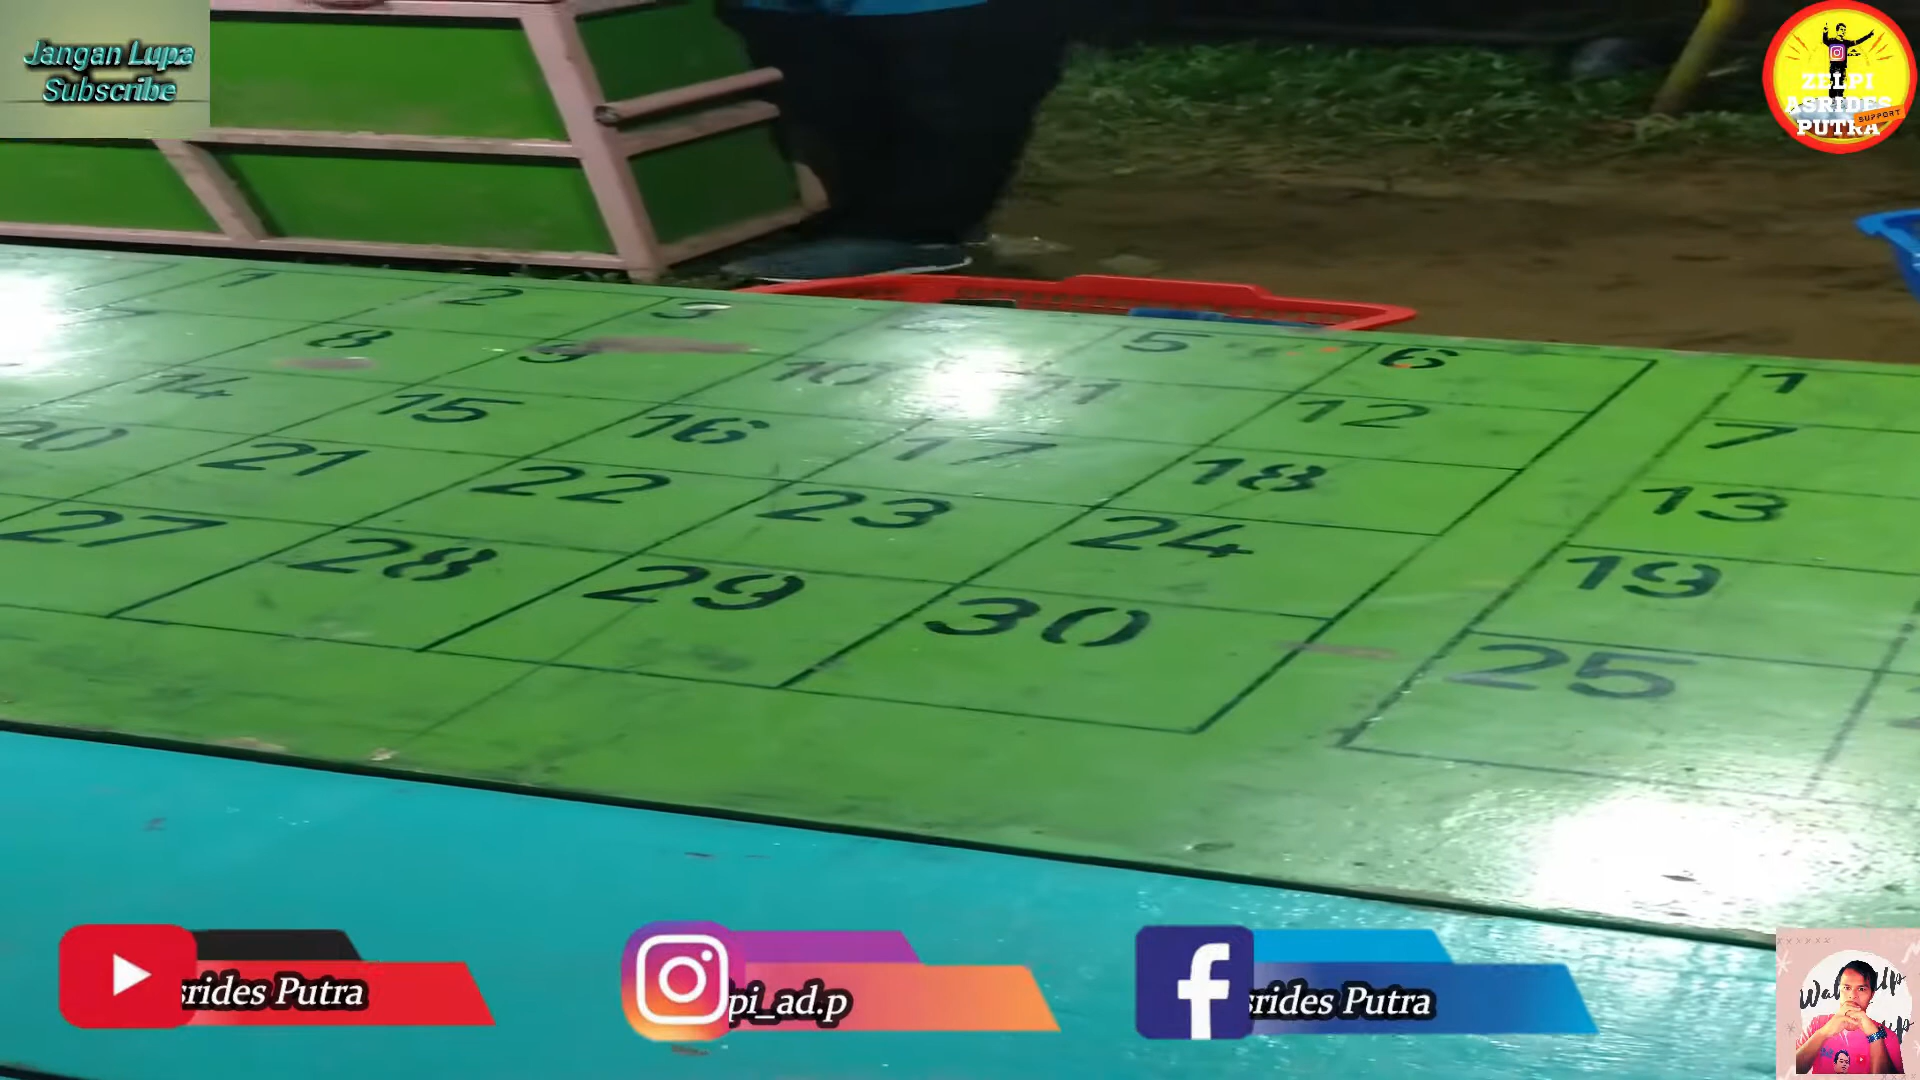 Jangan Lupa
Subscribe
ZELPI
ASRIDES
PUTRA
SUPPORT
1 2 3 5 6
8 9 10 11 12
14 15 16 17 18
20 21 22 23 24
27 28 29 30
1
7
13
19
25
srides Putra
pi_ad.p
srides Putra